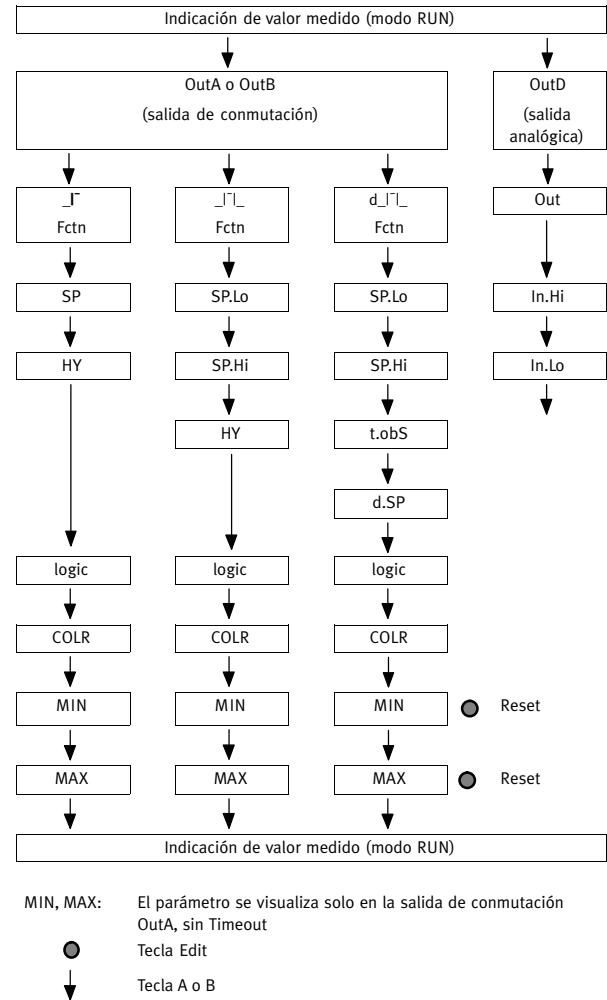 Indicación de valor medido (modo RUN)
OutA o OutB
(salida de conmutación)
OutD
(salida
analógica)
_|¯
Fctn
_|¯|_
Fctn
d_|¯|_
Fctn
Out
SP
SP.Lo
SP.Lo
In.Hi
HY
SP.Hi
SP.Hi
In.Lo
HY
t.obS
d.SP
logic
logic
logic
COLR
COLR
COLR
MIN
MIN
MIN
Reset
MAX
MAX
MAX
Reset
Indicación de valor medido (modo RUN)
MIN, MAX: El parámetro se visualiza solo en la salida de conmutación
OutA, sin Timeout
Tecla Edit
Tecla A o B